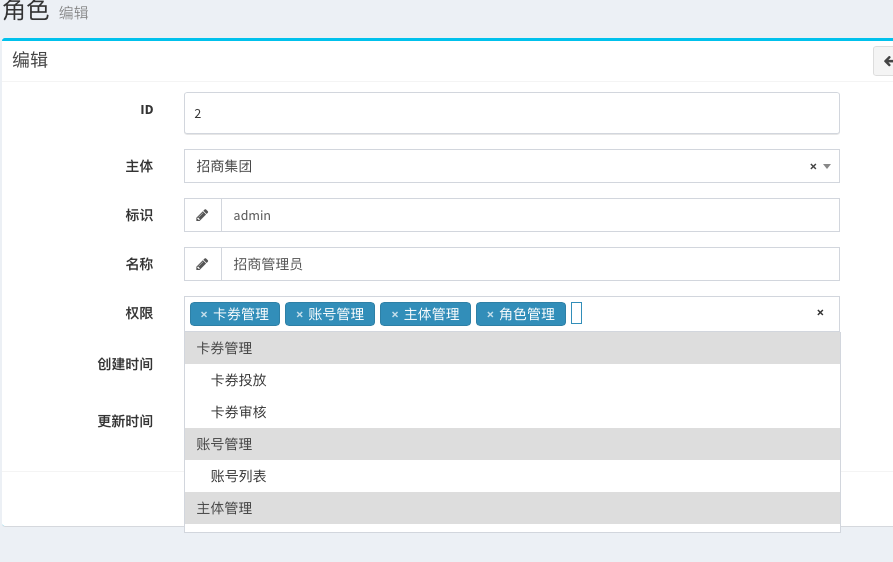 角色 编辑
编辑
ID 2
主体 招商集团 × 
标识 admin
名称 招商管理员
权限 × 卡券管理 × 账号管理 × 主体管理 × 角色管理 ×
卡券管理
创建时间
卡券投放
卡券审核
更新时间
账号管理
账号列表
主体管理